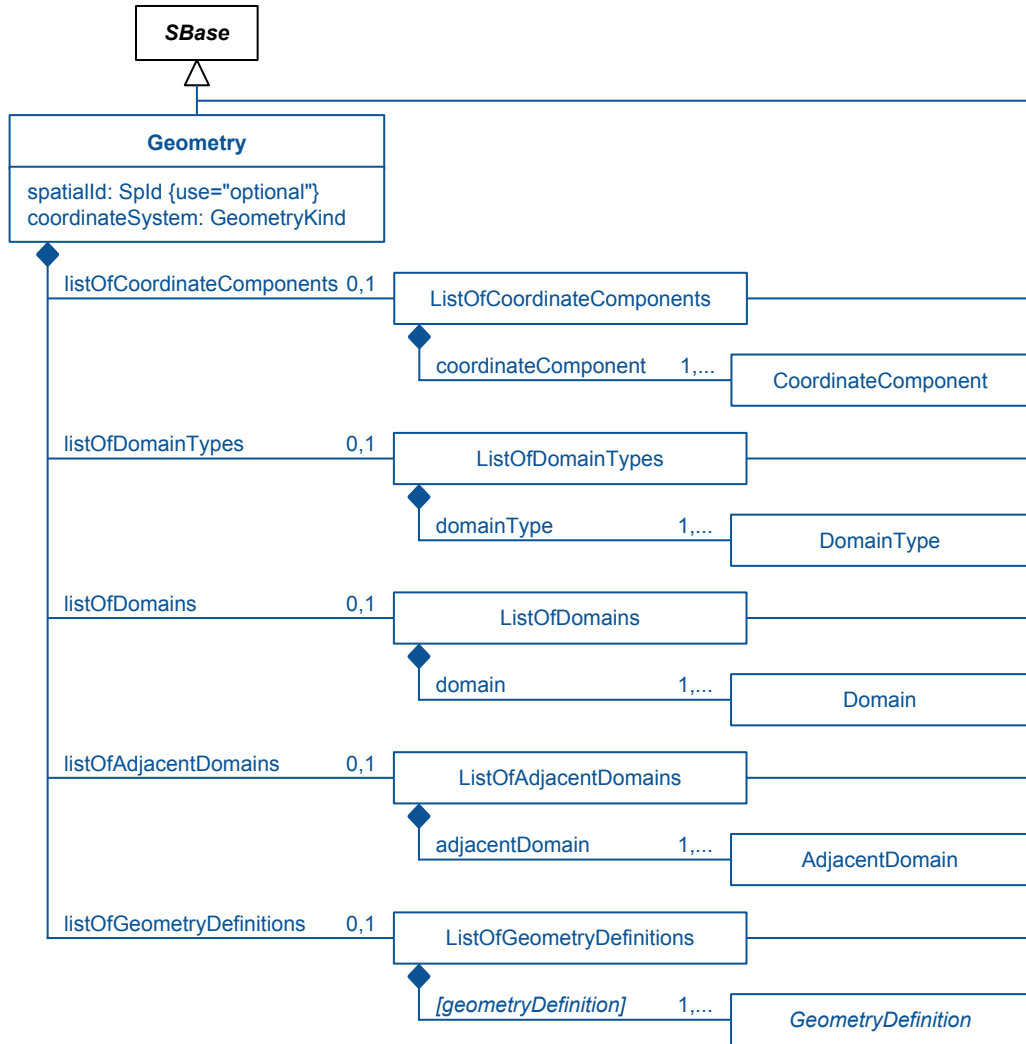 SBase
Geometry
spatialId: SpId {use="optional"}
coordinateSystem: GeometryKind
listOfCoordinateComponents 0,1
ListOfCoordinateComponents
coordinateComponent 1,...
CoordinateComponent
listOfDomainTypes 0,1
ListOfDomainTypes
domainType 1,...
DomainType
listOfDomains 0,1
ListOfDomains
domain 1,...
Domain
listOfAdjacentDomains 0,1
ListOfAdjacentDomains
adjacentDomain 1,...
AdjacentDomain
listOfGeometryDefinitions 0,1
ListOfGeometryDefinitions
[geometryDefinition] 1,...
GeometryDefinition